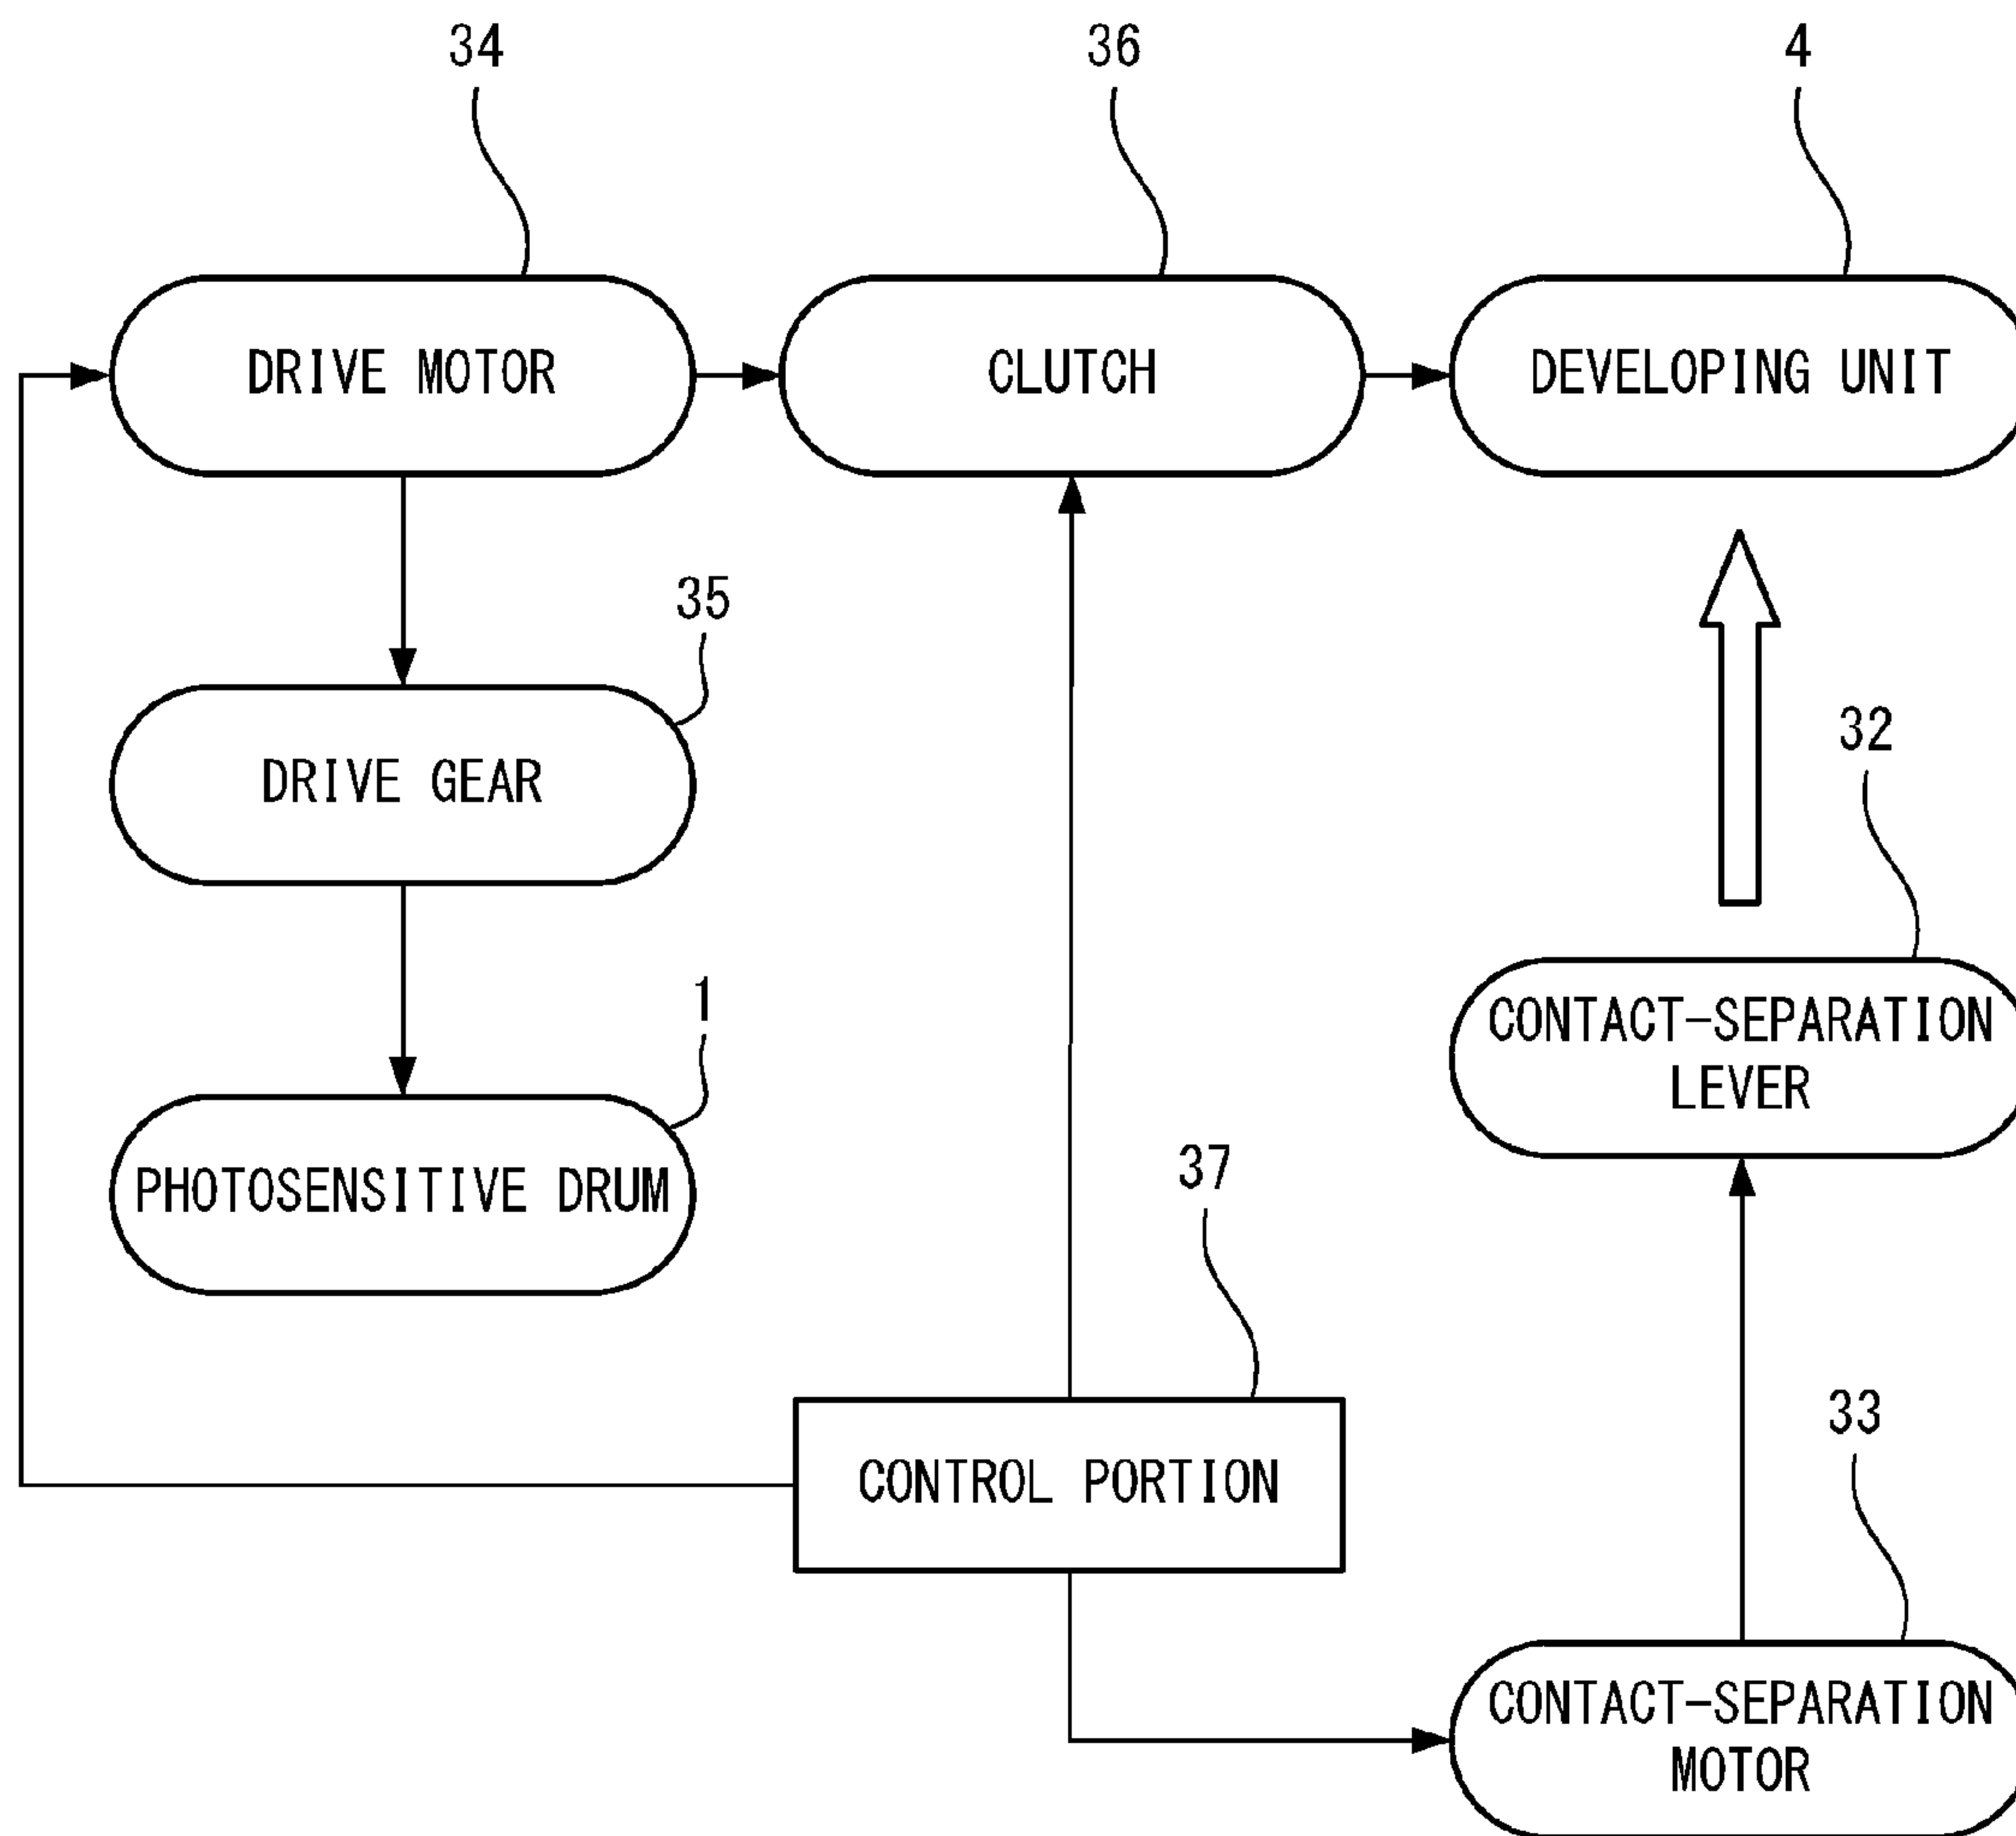 34
36
4
DRIVE MOTOR
CLUTCH
DEVELOPING UNIT
35
DRIVE GEAR
32
1
CONTACT-SEPARATION
LEVER
PHOTOSENSITIVE DRUM
37
33
CONTROL PORTION
CONTACT-SEPARATION
MOTOR